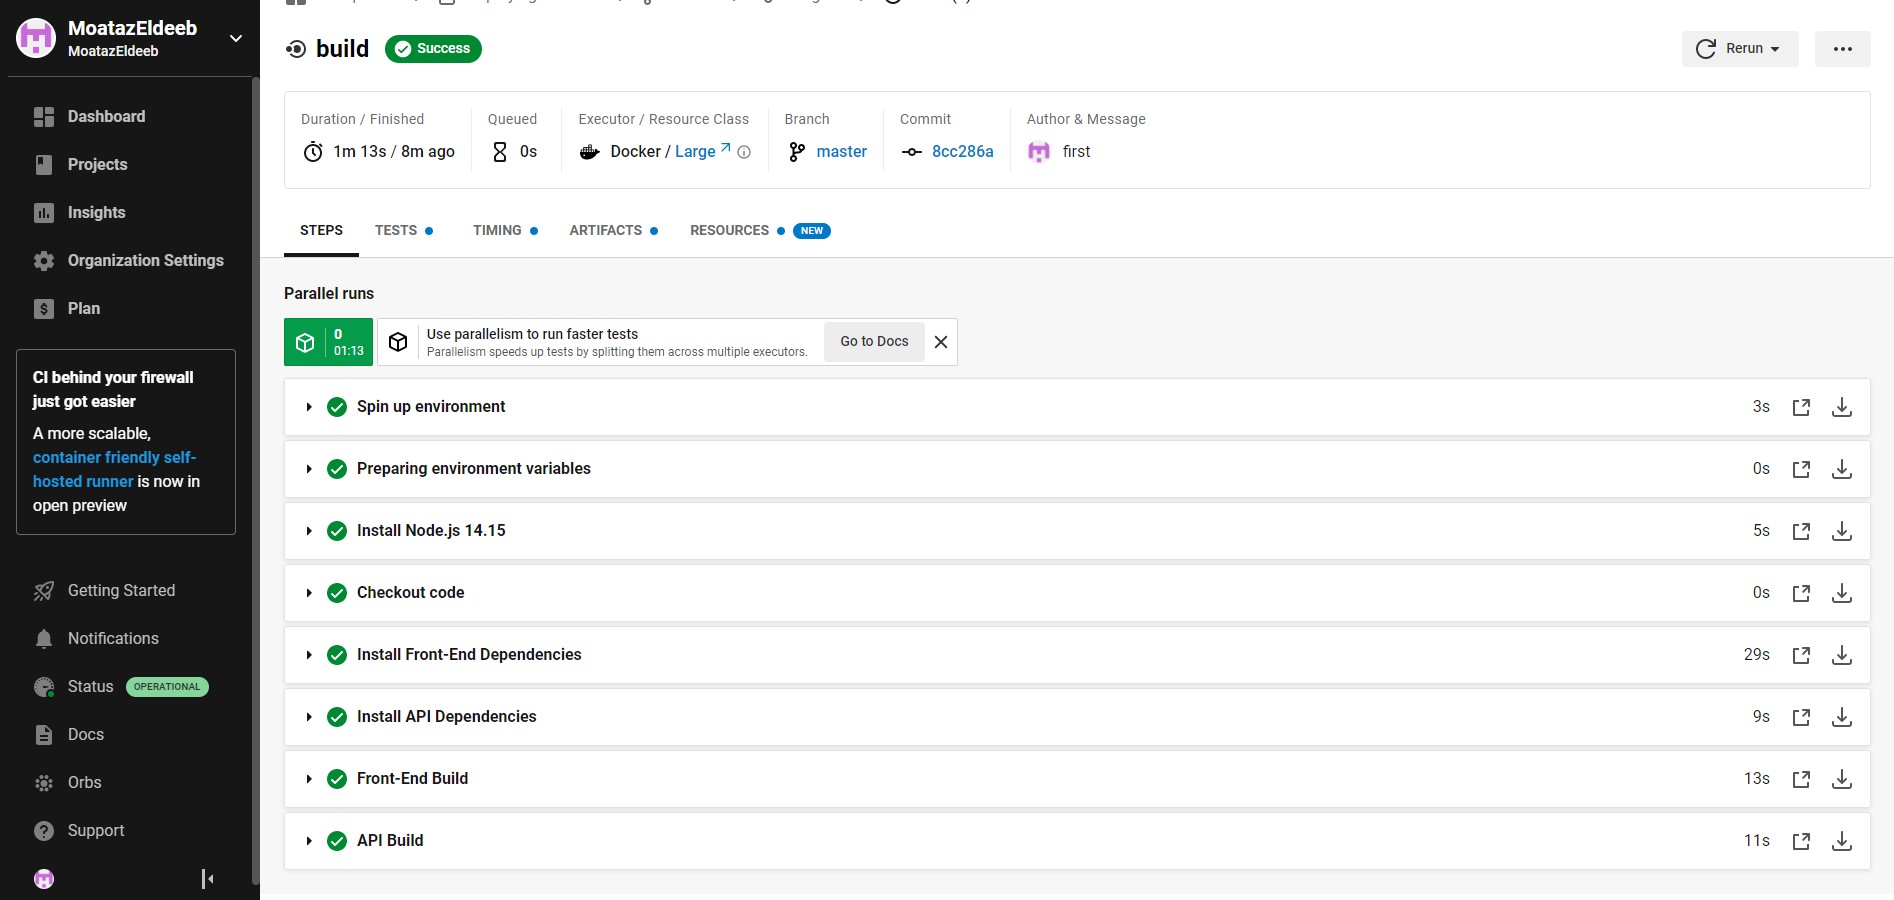 MoatazEldeeb
MoatazEldeeb
Dashboard
Projects
Insights
Organization Settings
Plan
CI behind your firewall
just got easier
A more scalable,
container friendly self-
hosted runner is now in
open preview
Getting Started
Notifications
Status OPERATIONAL
Docs
Orbs
Support
build Success
Rerun
Duration / Finished
1m 13s / 8m ago
Queued
0s
Executor / Resource Class
Docker / Large
Branch
master
Commit
8cc286a
Author & Message
first
STEPS TESTS TIMING ARTIFACTS RESOURCES NEW
Parallel runs
0
01:13
Use parallelism to run faster tests
Parallelism speeds up tests by splitting them across multiple executors.
Go to Docs
Spin up environment 3s
Preparing environment variables 0s
Install Node.js 14.15 5s
Checkout code 0s
Install Front-End Dependencies 29s
Install API Dependencies 9s
Front-End Build 13s
API Build 11s